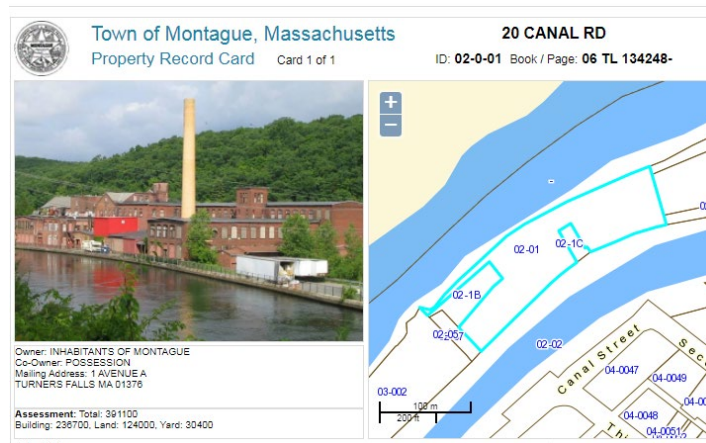 Town of Montague, Massachusetts
Property Record Card Card 1 of 1
20 CANAL RD
ID: 02-0-01 Book / Page: 06 TL 134248-
+
−
02-01
02-1C
02-1B
02-02
03-002
100 m
200 ft
Canal Street
04-0047
04-0049
04-0048
04-0051
Owner: INHABITANTS OF MONTAGUE
Co-Owner: POSSESSION
Mailing Address: 1 AVENUE A
TURNERS FALLS MA 01376
Assessment: Total: 391100
Building: 236700, Land: 124000, Yard: 30400